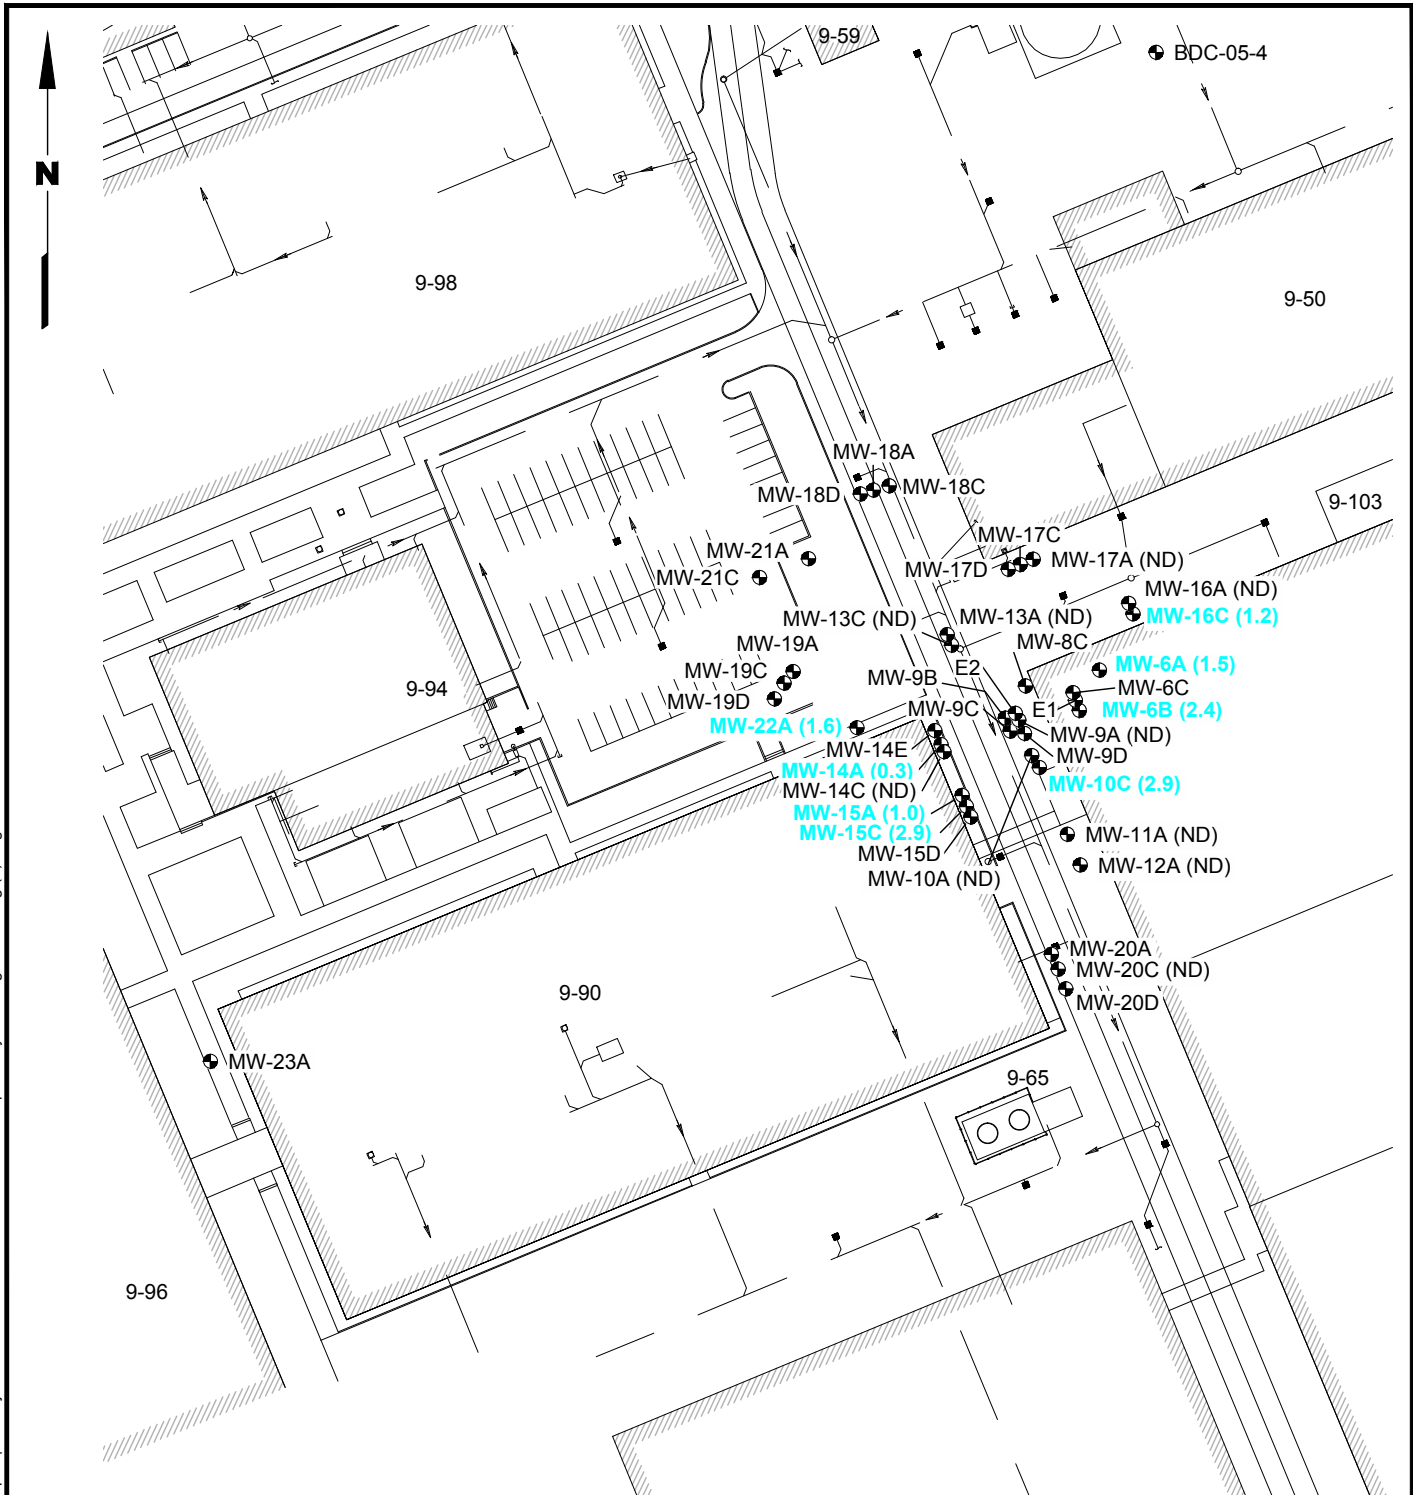 9-59
BDC-05-4
N
9-98
9-50
MW-18A
MW-18D
MW-18C
9-103
MW-17C
MW-21A
MW-17A (ND)
MW-21C
MW-17D
MW-16A (ND)
MW-13C (ND)
MW-13A (ND)
MW-16C (1.2)
MW-8C
MW-19A
E2
MW-6A (1.5)
MW-19C
MW-9B
MW-6C
9-94
MW-19D
MW-9C
E1
MW-6B (2.4)
MW-22A (1.6)
MW-9A (ND)
MW-14E
MW-9D
MW-14A (0.3)
MW-10C (2.9)
MW-14C (ND)
MW-15A (1.0)
MW-15C (2.9)
MW-11A (ND)
MW-15D
MW-12A (ND)
MW-10A (ND)
MW-20A
MW-20C (ND)
9-90
MW-20D
MW-23A
9-65
9-96